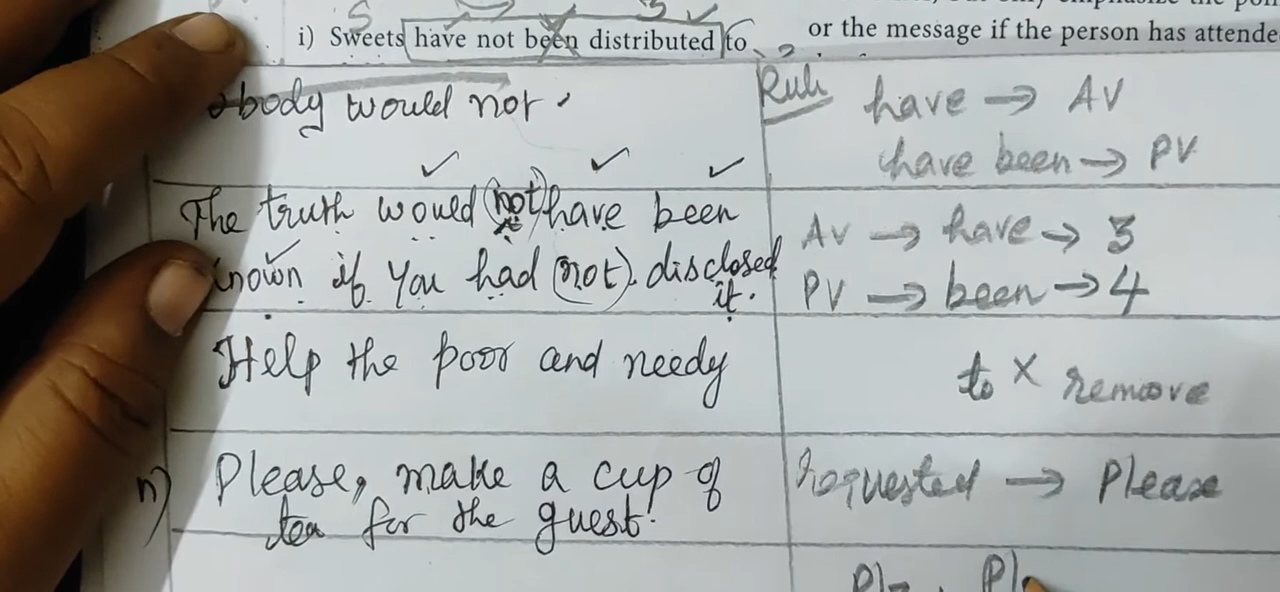 i) Sweets have not been distributed to
or the message if the person has attende
body would not.
Rule have → AV
have been → PV
The truth would not have been
known if you had (not). disclosed
it.
AV → have → 3
PV → been → 4
Help the poor and needy
to × remove
n) Please, make a cup of
tea for the guest!
requested → Please